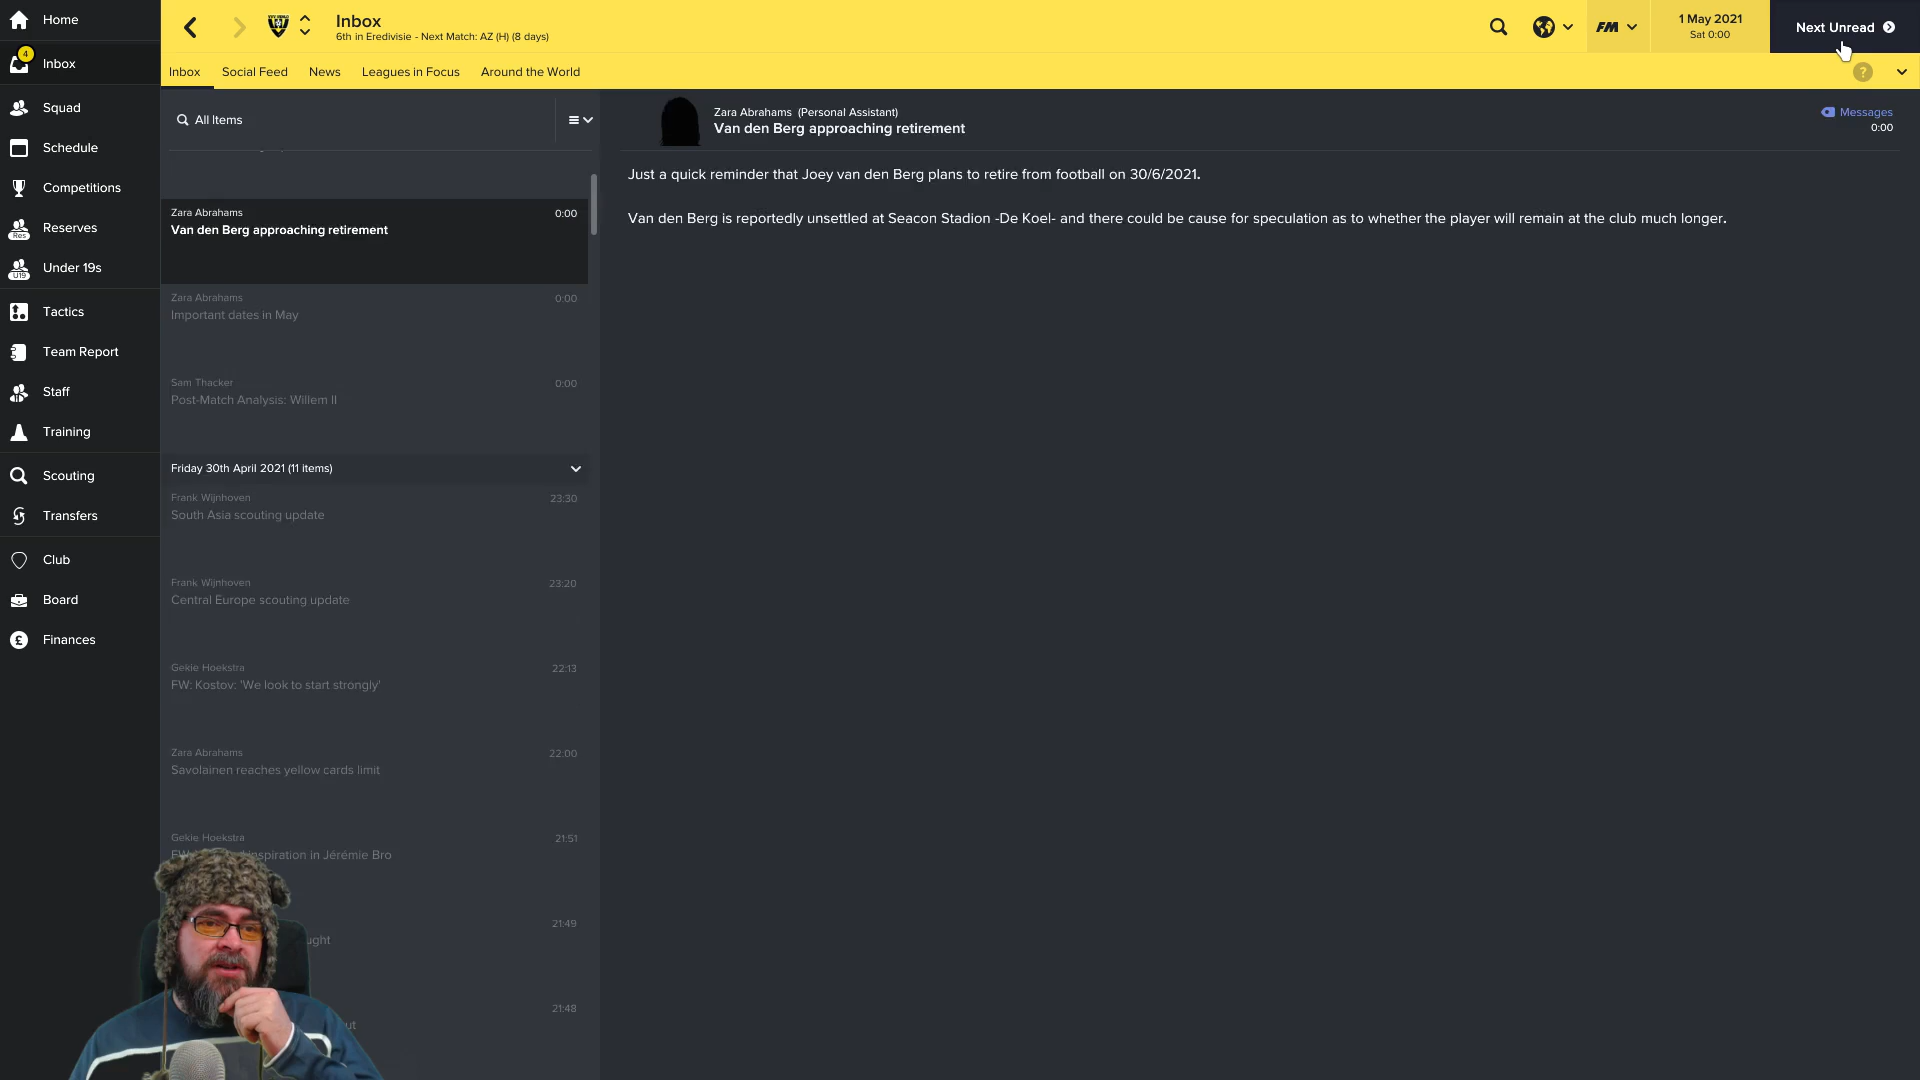 Home
4
Inbox
Squad
Schedule
Competitions
Res
Reserves
U19
Under 19s
Tactics
Team Report
Staff
Training
Scouting
Transfers
Club
Board
£
Finances
Inbox
6th in Eredivisie - Next Match: AZ (H) (8 days)
FM
1 May 2021
Sat 0:00
Next Unread
Inbox
Social Feed
News
Leagues in Focus
Around the World
?
All Items
Zara Abrahams
0:00
Van den Berg approaching retirement
Zara Abrahams
0:00
Important dates in May
Sam Thacker
0:00
Post-Match Analysis: Willem II
Friday 30th April 2021 (11 items)
Frank Wijnhoven
23:30
South Asia scouting update
Frank Wijnhoven
23:20
Central Europe scouting update
Gekie Hoekstra
22:13
FW: Kostov: 'We look to start strongly'
Zara Abrahams
22:00
Savolainen reaches yellow cards limit
Gekie Hoekstra
21:51
inspiration in Jérémie Bro
21:49
21:48
Zara Abrahams (Personal Assistant)
Van den Berg approaching retirement
Messages
0:00
Just a quick reminder that Joey van den Berg plans to retire from football on 30/6/2021.
Van den Berg is reportedly unsettled at Seacon Stadion -De Koel- and there could be cause for speculation as to whether the player will remain at the club much longer.